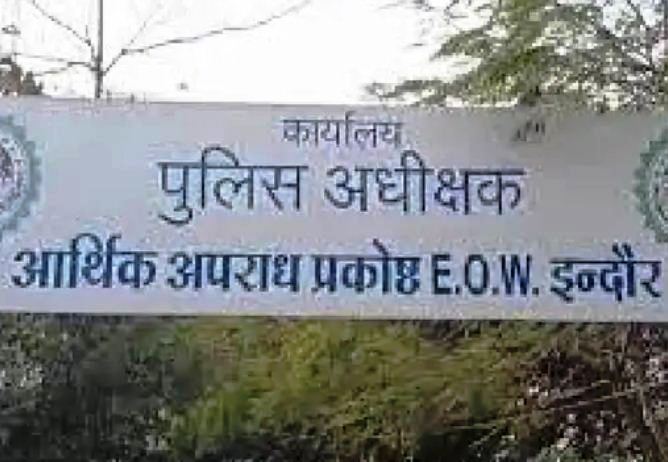 कार्यालय
पुलिस अधीक्षक
आर्थिक अपराध प्रकोष्ठ E.O.W. इन्दौर